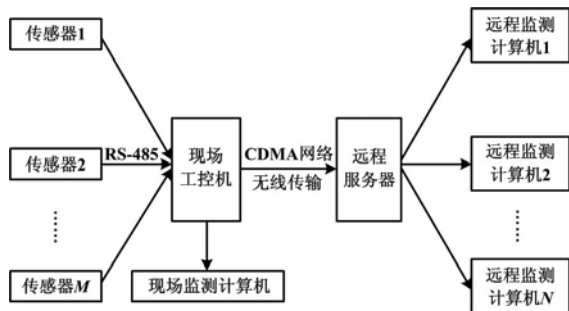 传感器1
传感器2
......
传感器M
RS-485
现场
工控机
现场监测计算机
CDMA网络
无线传输
远程
服务器
远程监测
计算机1
远程监测
计算机2
......
远程监测
计算机N